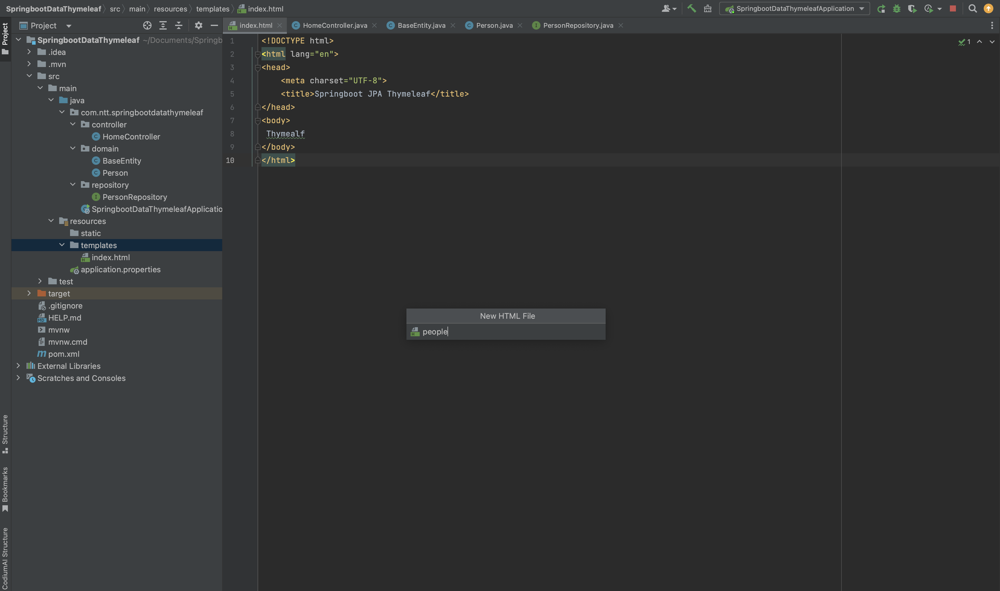 SpringbootDataThymeleaf src main resources templates index.html
SpringbootDataThymeleafApplication
Project
index.html HomeController.java BaseEntity.java Person.java PersonRepository.java
Project
SpringbootDataThymeleaf ~/Documents/Springb
.idea
.mvn
src
main
java
com.ntt.springbootdatathymeleaf
controller
HomeController
domain
BaseEntity
Person
repository
PersonRepository
SpringbootDataThymeleafApplicatio
resources
static
templates
index.html
application.properties
test
target
.gitignore
HELP.md
mvnw
mvnw.cmd
pom.xml
External Libraries
Scratches and Consoles
Structure
Bookmarks
CodiumAI Structure
1 <!DOCTYPE html>
2 <html lang="en">
3 <head>
4 <meta charset="UTF-8">
5 <title>Springboot JPA Thymeleaf</title>
6 </head>
7 <body>
8 Thymealf
9 </body>
10 </html>
1
New HTML File
people